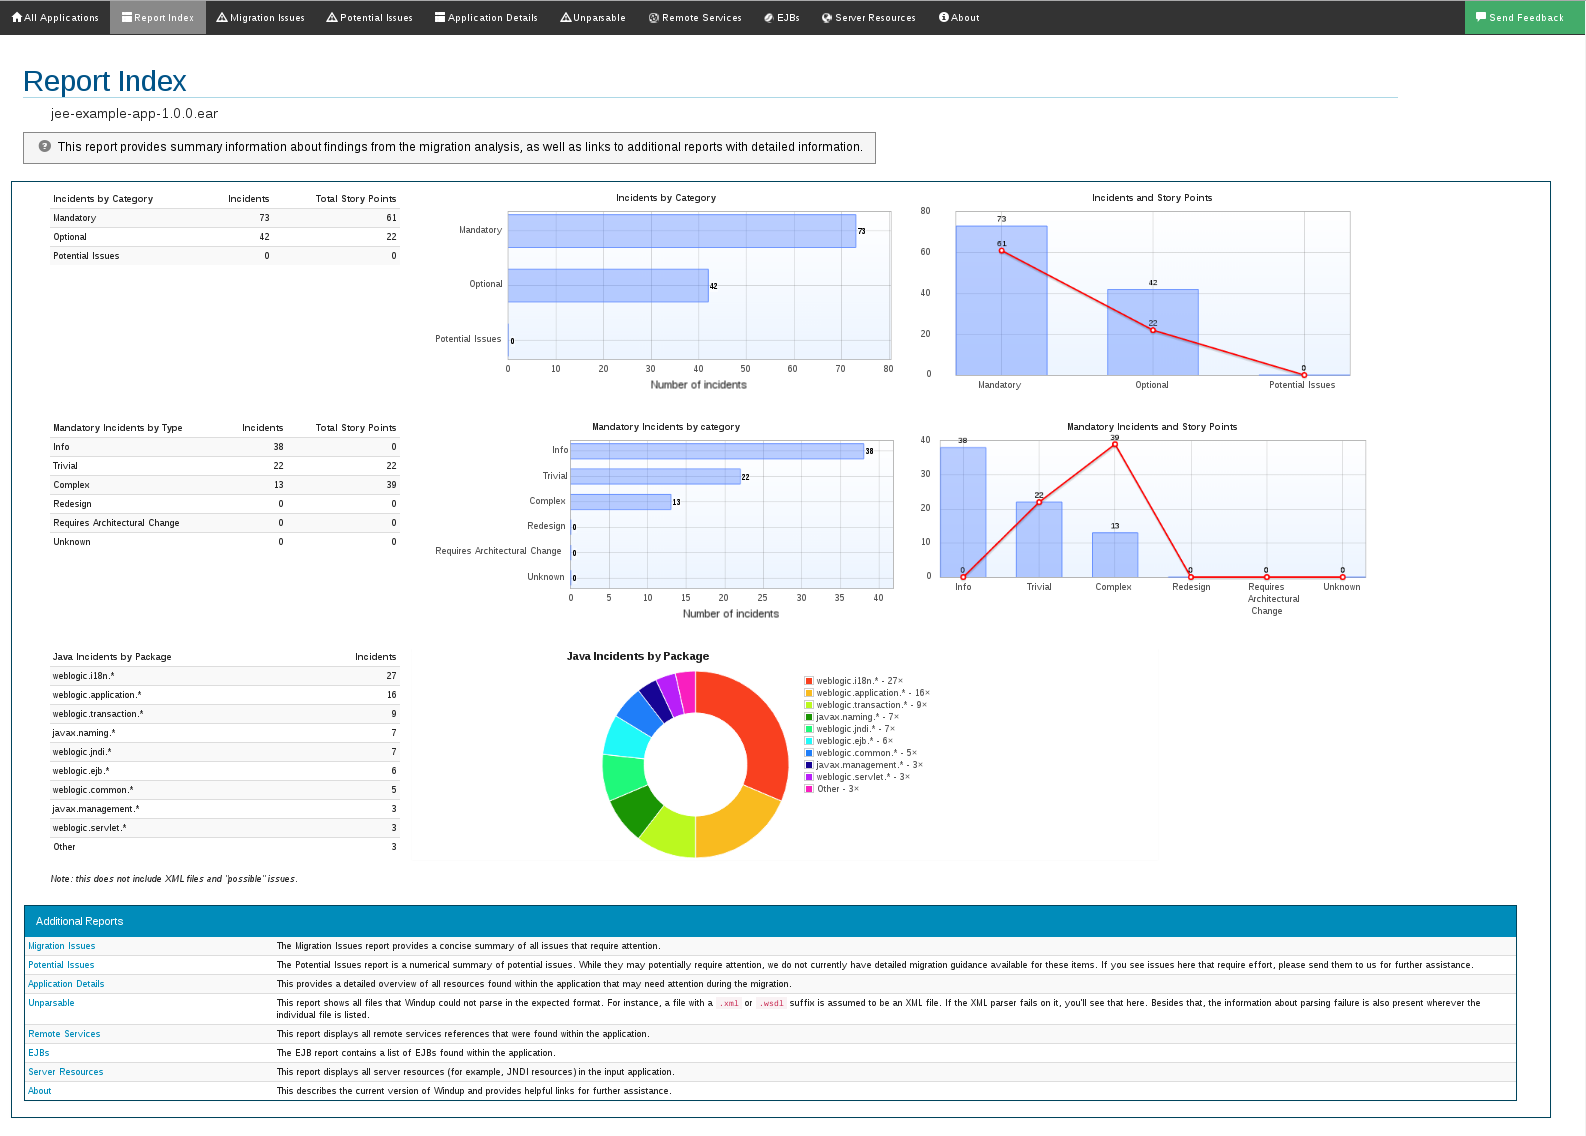 All Applications Report Index Migration Issues Potential Issues Application Details Unparsable Remote Services EJBs Server Resources About Send Feedback
Report Index
jee-example-app-1.0.0.ear
This report provides summary information about findings from the migration analysis, as well as links to additional reports with detailed information.
Incidents by Category Incidents Total Story Points
Mandatory 73 61
Optional 42 22
Potential Issues 0 0
Incidents by Category
Mandatory 73
Optional 42
Potential Issues 0
0 10 20 30 40 50 60 70 80
Number of incidents
Incidents and Story Points
80
60
40
20
0
73
61
42
22
0
Mandatory Optional Potential Issues
Mandatory Incidents by Type Incidents Total Story Points
Info 38 0
Trivial 22 22
Complex 13 39
Redesign 0 0
Requires Architectural Change 0 0
Unknown 0 0
Mandatory Incidents by category
Info 38
Trivial 22
Complex 13
Redesign 0
Requires Architectural Change 0
Unknown 0
0 5 10 15 20 25 30 35 40
Number of incidents
Mandatory Incidents and Story Points
40
30
20
10
0
38
39
22
13
0 0 0 0
Info Trivial Complex Redesign Requires Unknown
Architectural
Change
Java Incidents by Package Incidents
weblogic.i18n.* 27
weblogic.application.* 16
weblogic.transaction.* 9
javax.naming.* 7
weblogic.jndi.* 7
weblogic.ejb.* 6
weblogic.common.* 5
javax.management.* 3
weblogic.servlet.* 3
Other 3
Note: this does not include XML files and "possible" issues.
Java Incidents by Package
weblogic.i18n.* - 27×
weblogic.application.* - 16×
weblogic.transaction.* - 9×
javax.naming.* - 7×
weblogic.jndi.* - 7×
weblogic.ejb.* - 6×
weblogic.common.* - 5×
javax.management.* - 3×
weblogic.servlet.* - 3×
Other - 3×
Additional Reports
Migration Issues The Migration Issues report provides a concise summary of all issues that require attention.
Potential Issues The Potential Issues report is a numerical summary of potential issues. While they may potentially require attention, we do not currently have detailed migration guidance available for these items. If you see issues here that require effort, please send them to us for further assistance.
Application Details This provides a detailed overview of all resources found within the application that may need attention during the migration.
Unparsable This report shows all files that Windup could not parse in the expected format. For instance, a file with a .xml or .wsdl suffix is assumed to be an XML file. If the XML parser fails on it, you'll see that here. Besides that, the information about parsing failure is also present wherever the
individual file is listed.
Remote Services This report displays all remote services references that were found within the application.
EJBs The EJB report contains a list of EJBs found within the application.
Server Resources This report displays all server resources (for example, JNDI resources) in the input application.
About This describes the current version of Windup and provides helpful links for further assistance.